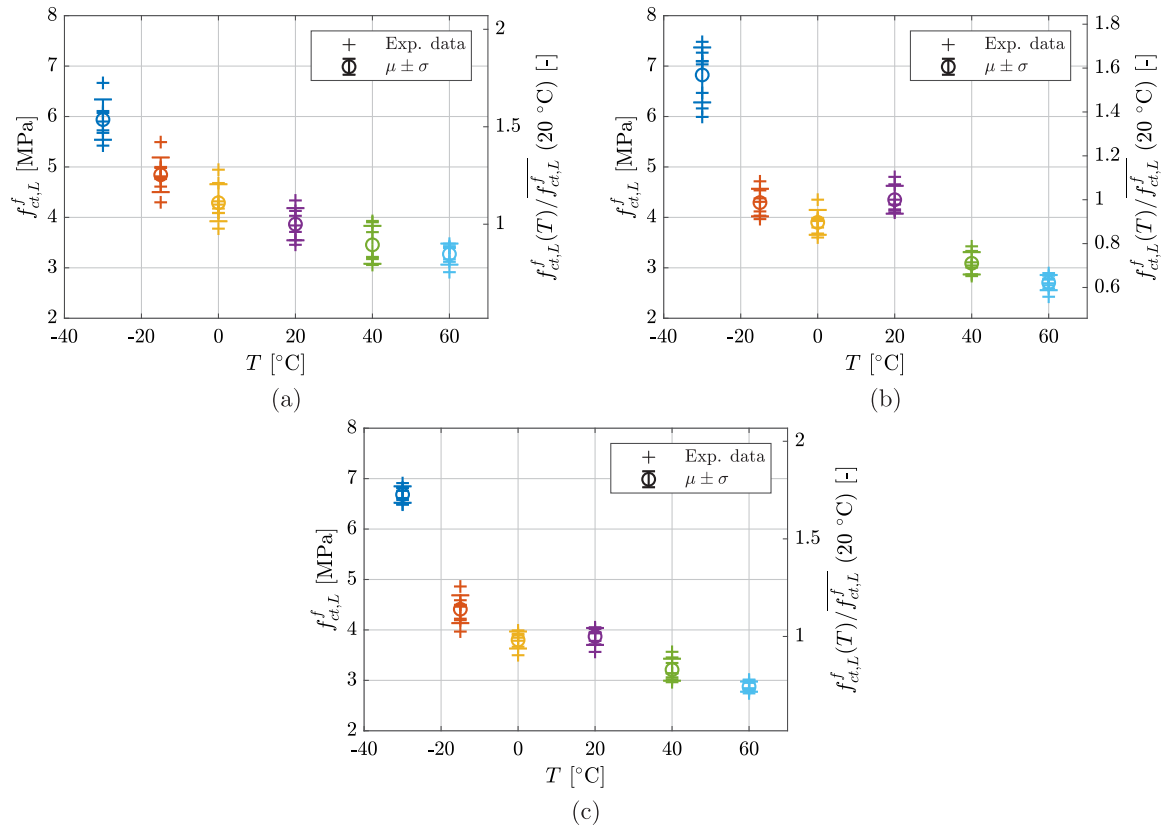 8
7
6
5
4
3
2
f^f_{ct,L} [MPa]
-40
-20
0
20
40
60
T [°C]
2
1.5
1
f^f_{ct,L}(T)/\overline{f^f_{ct,L}} (20 °C) [-]
Exp. data
μ ± σ
(a)
8
7
6
5
4
3
2
f^f_{ct,L} [MPa]
-40
-20
0
20
40
60
T [°C]
1.8
1.6
1.4
1.2
1
0.8
0.6
f^f_{ct,L}(T)/\overline{f^f_{ct,L}} (20 °C) [-]
Exp. data
μ ± σ
(b)
8
7
6
5
4
3
2
f^f_{ct,L} [MPa]
-40
-20
0
20
40
60
T [°C]
2
1.5
1
f^f_{ct,L}(T)/\overline{f^f_{ct,L}} (20 °C) [-]
Exp. data
μ ± σ
(c)